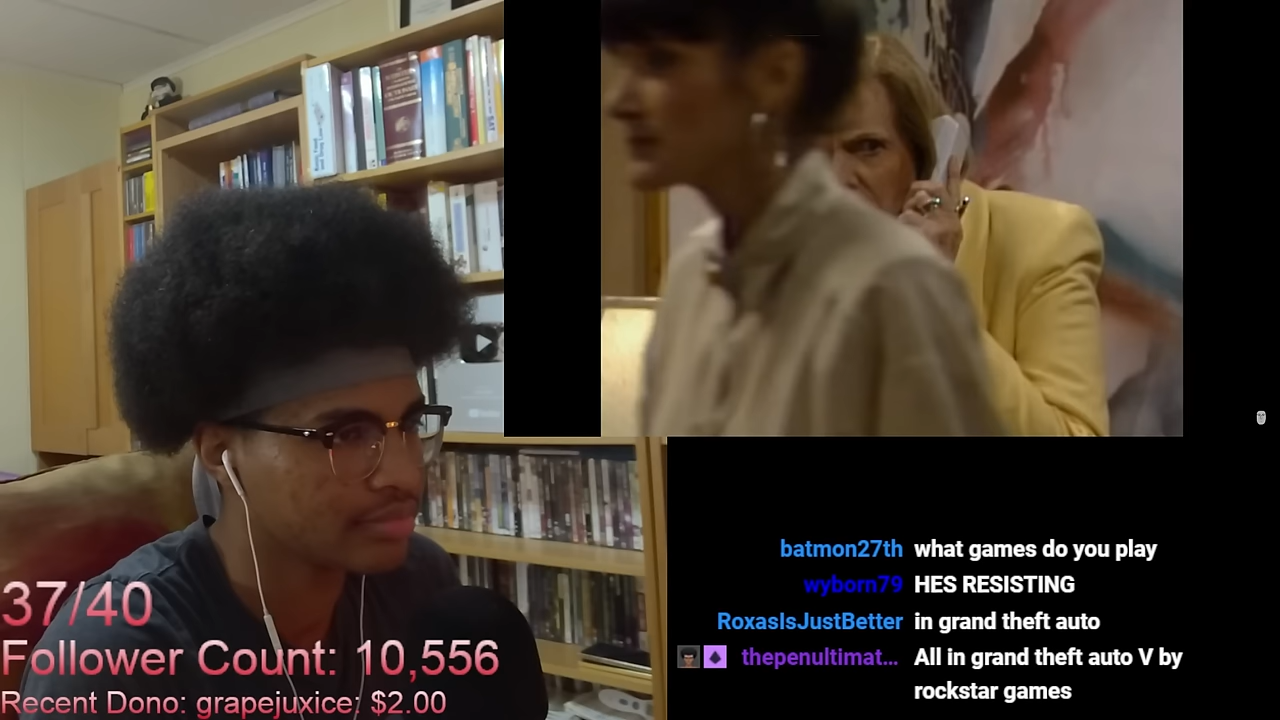 37/40
Follower Count: 10,556
Recent Dono: grapejuxice: $2.00
batmon27th what games do you play
wyborn79 HES RESISTING
RoxasIsJustBetter in grand theft auto
thepenultimat... All in grand theft auto V by
rockstar games